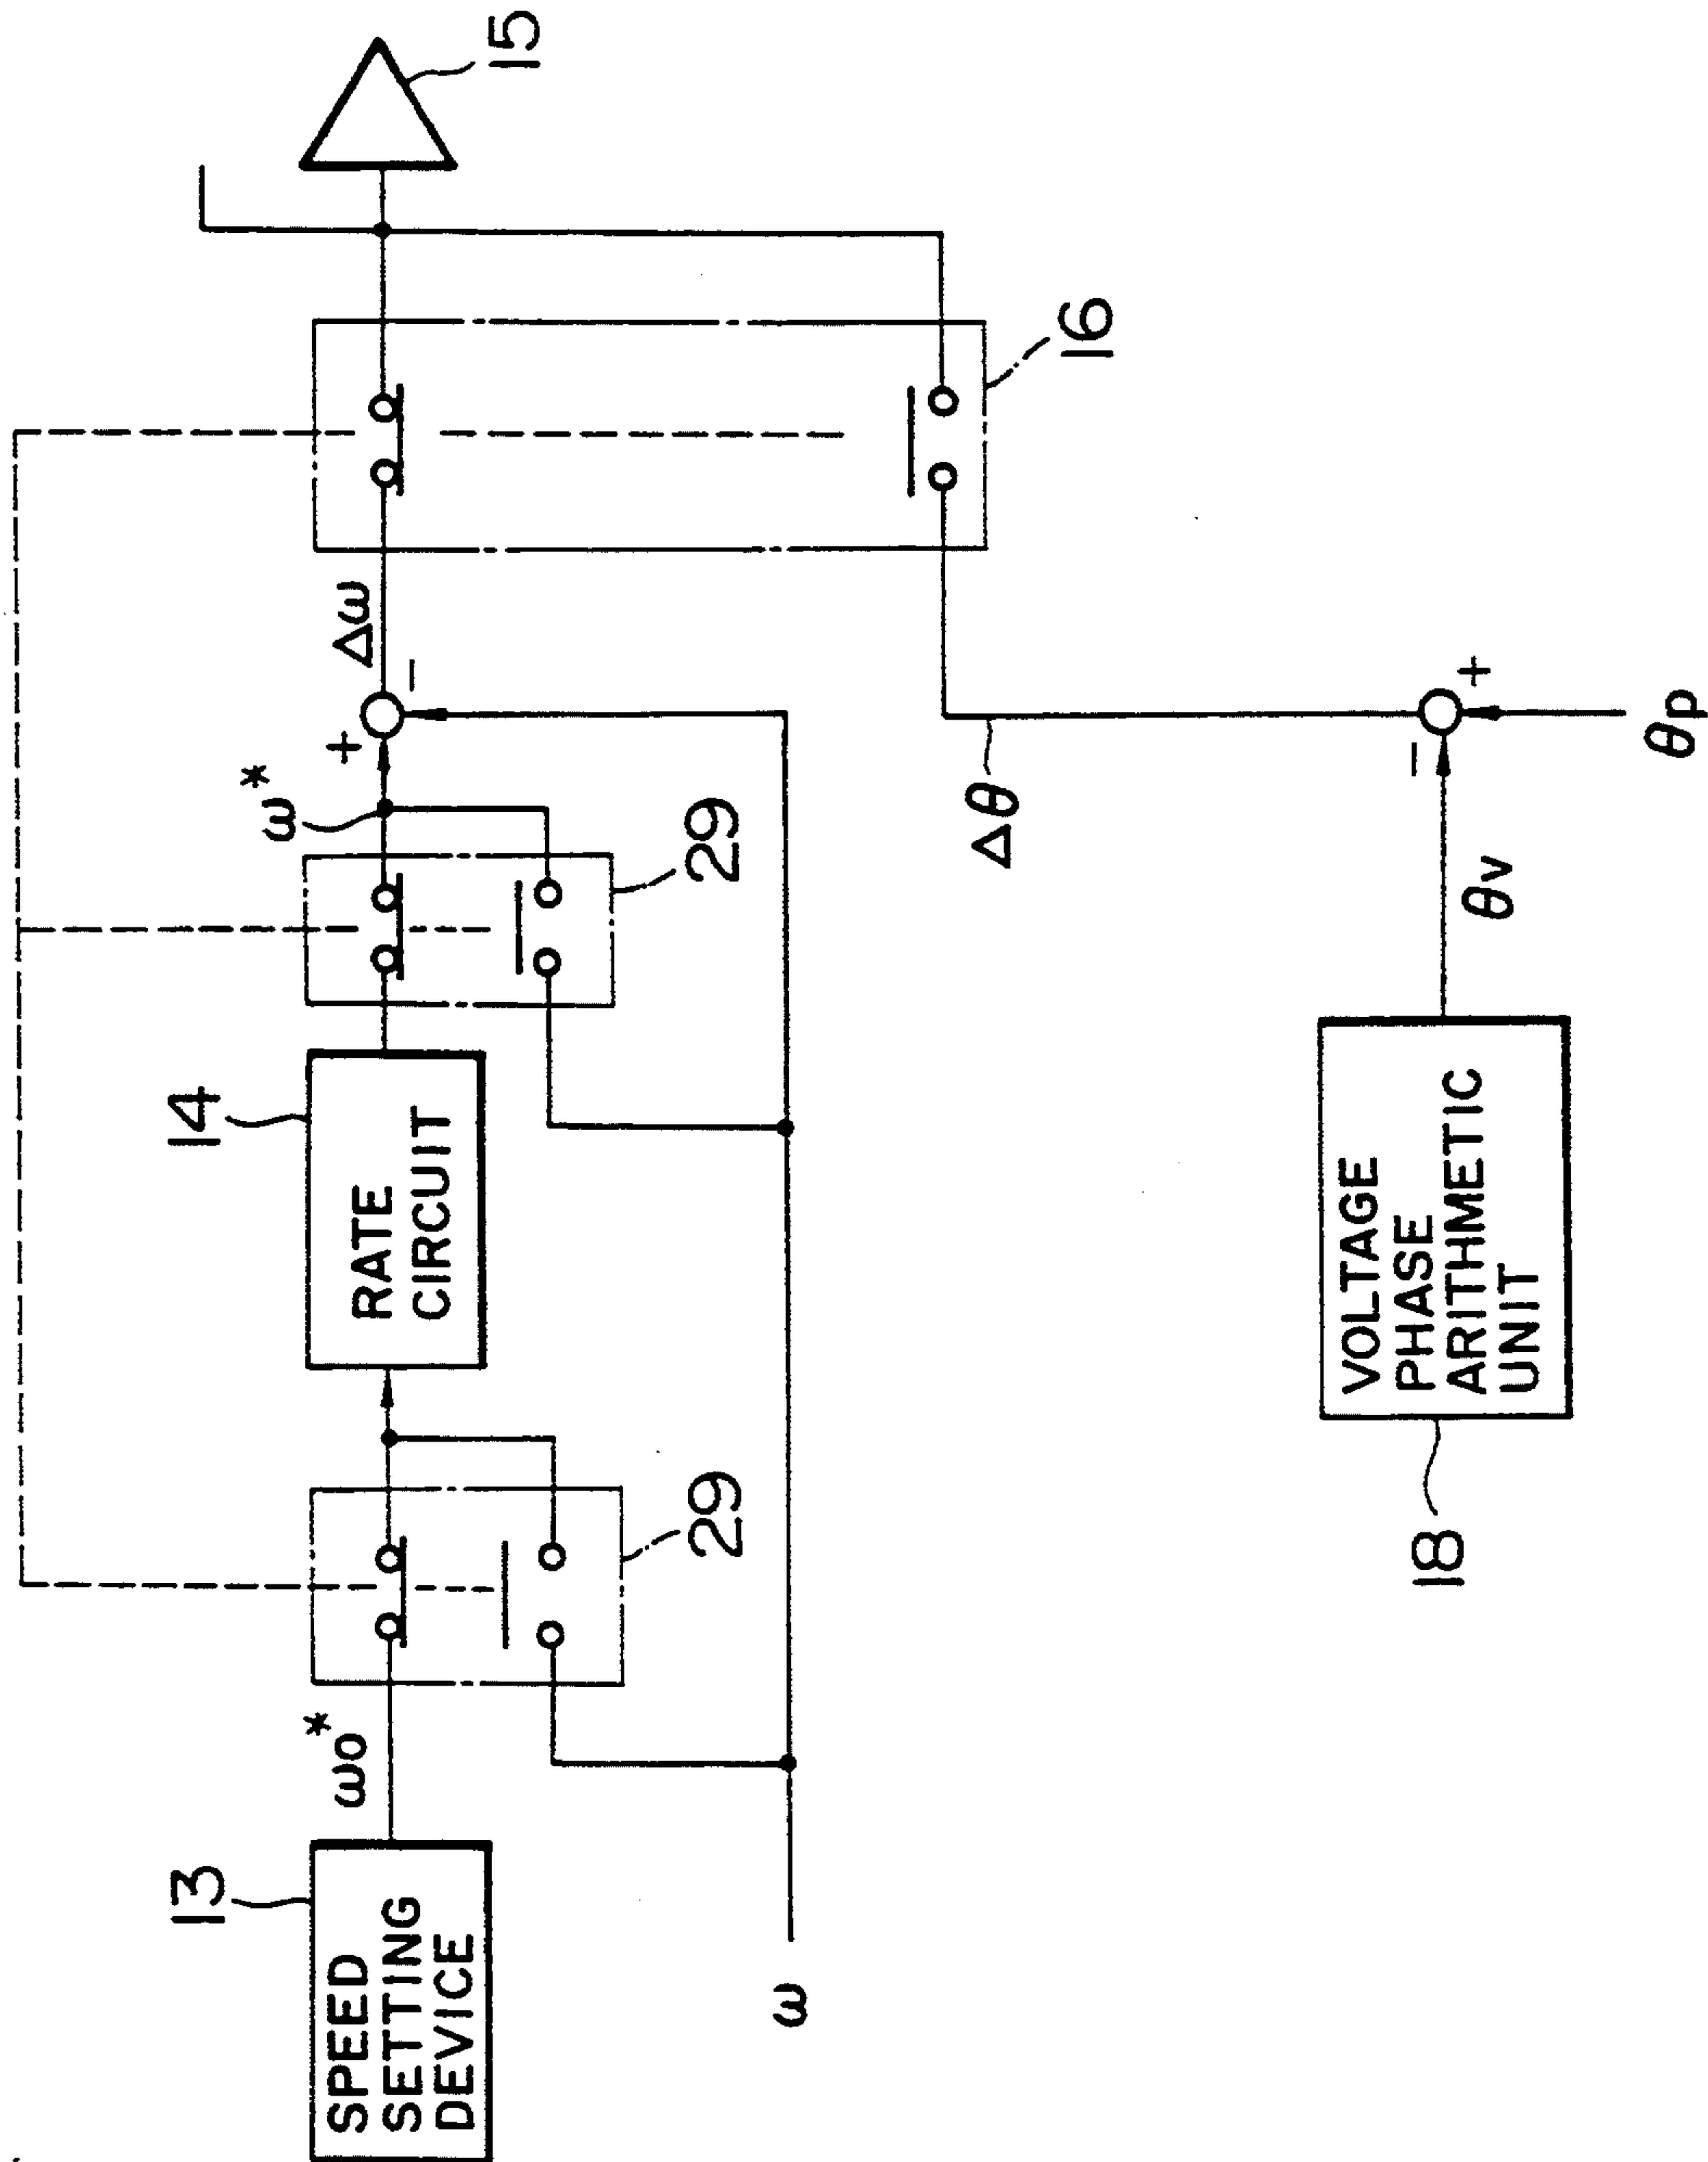 13
SPEED
SETTING
DEVICE
ωo*
29
14
RATE
CIRCUIT
ω*
29
+
−
Δω
16
15
ω
18
VOLTAGE
PHASE
ARITHMETIC
UNIT
θv
−
+
θp
Δθ